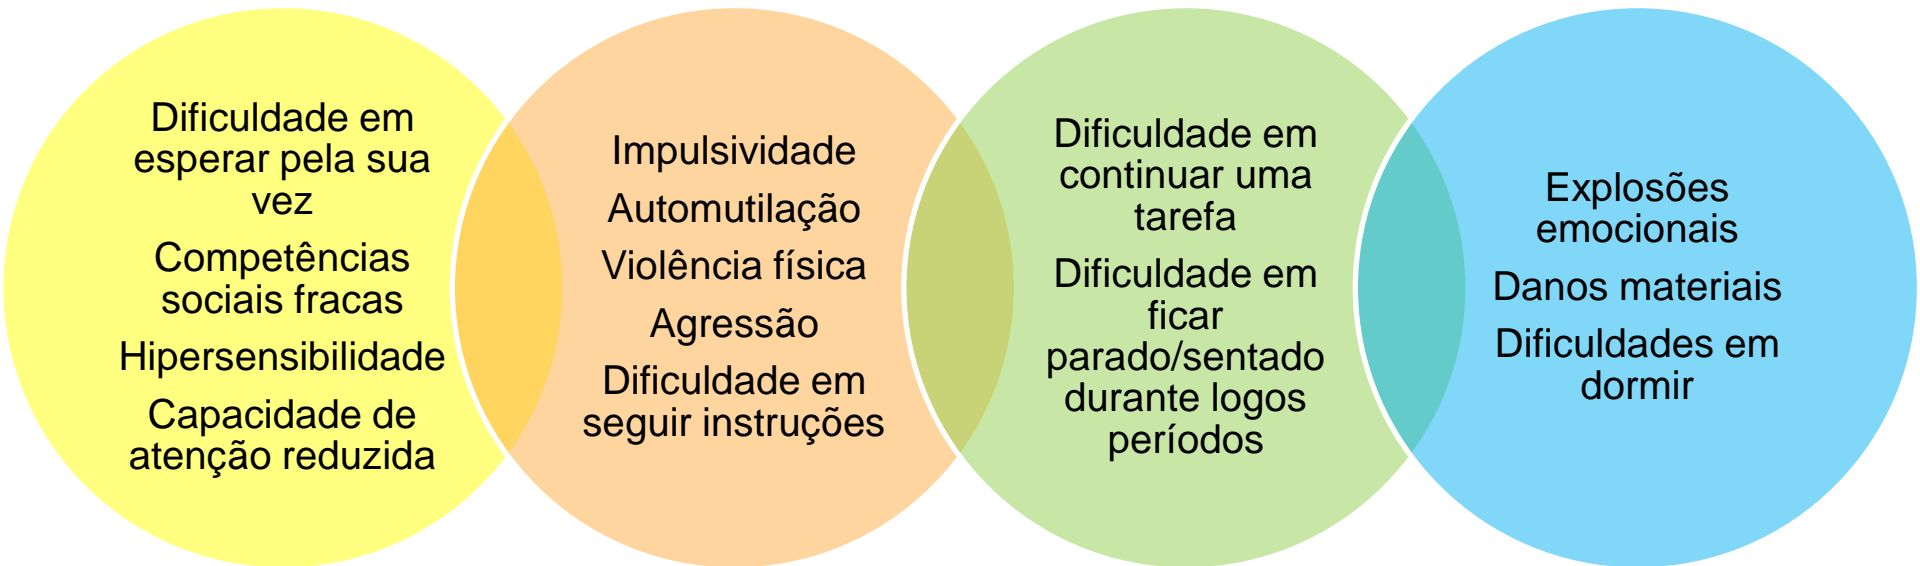 Dificuldade em
esperar pela sua
vez
Competências
sociais fracas
Hipersensibilidade
Capacidade de
atenção reduzida
Impulsividade
Automutilação
Violência física
Agressão
Dificuldade em
seguir instruções
Dificuldade em
continuar uma
tarefa
Dificuldade em
ficar
parado/sentado
durante logos
períodos
Explosões
emocionais
Danos materiais
Dificuldades em
dormir